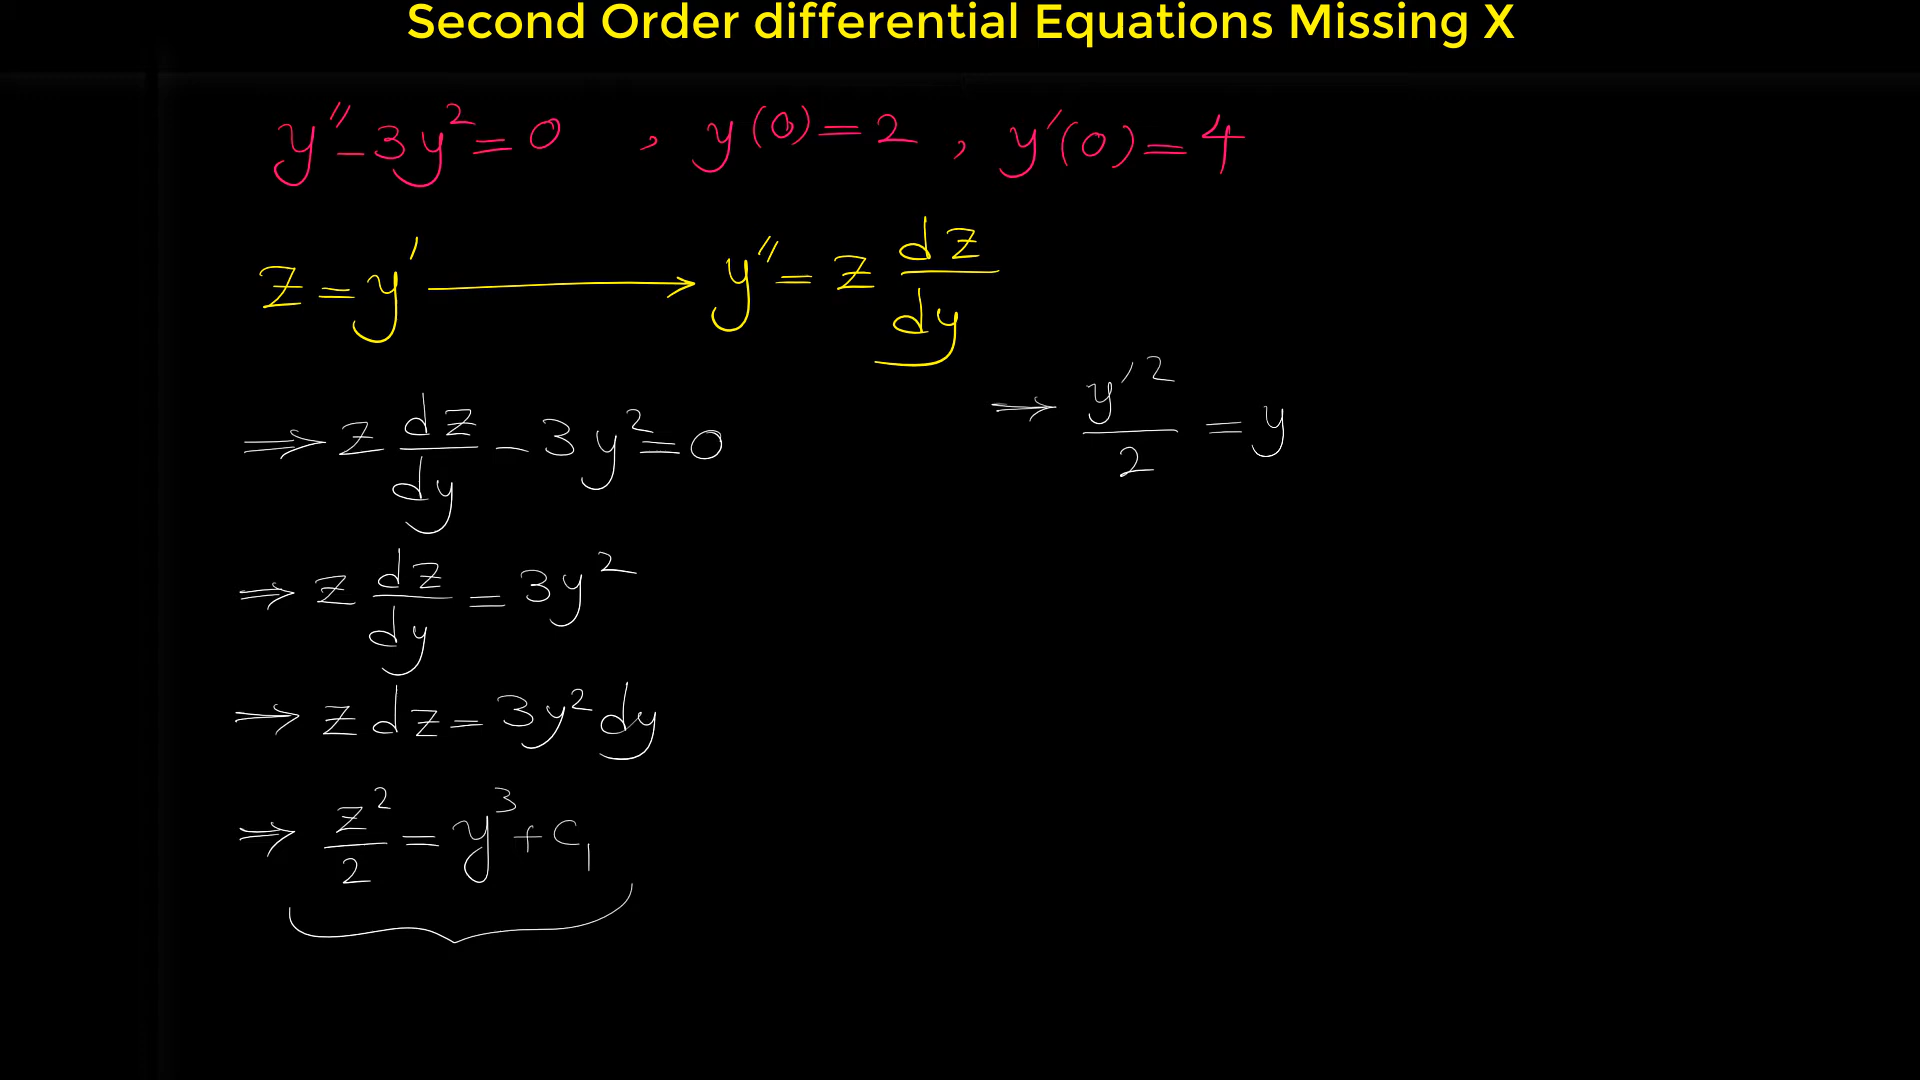 Second Order differential Equations Missing X
y″ - 3y² = 0 , y(0) = 2 , y′(0) = 4
z = y′ ⟶ y″ = z dz/dy
⇒ z dz/dy - 3y² = 0
⇒ z dz/dy = 3y²
⇒ z dz = 3y² dy
⇒ z²/2 = y³ + c₁
⇒ y′²/2 = y